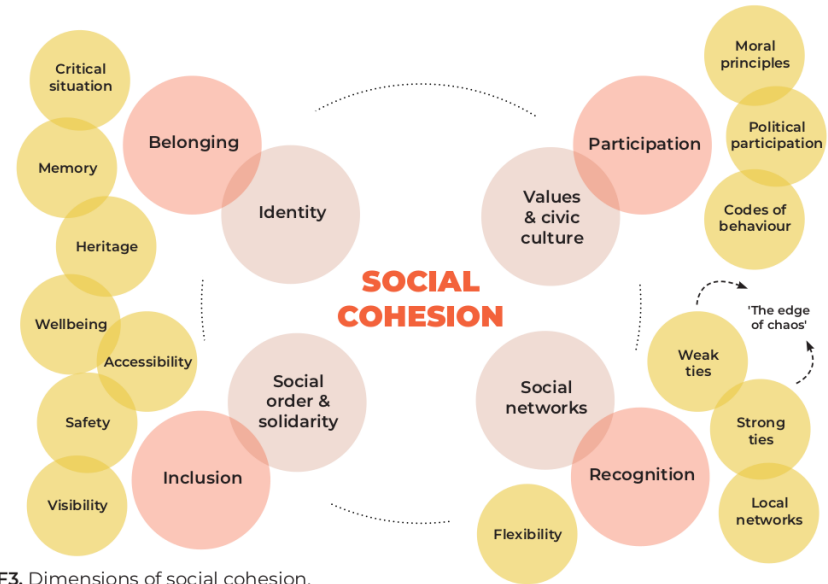 Critical
situation
Memory
Heritage
Wellbeing
Accessibility
Safety
Visibility
Belonging
Identity
Social
order &
solidarity
Inclusion
SOCIAL
COHESION
Participation
Values
& civic
culture
Social
networks
Recognition
Flexibility
Moral
principles
Political
participation
Codes of
behaviour
'The edge
of chaos'
Weak
ties
Strong
ties
Local
networks
F3. Dimensions of social cohesion.